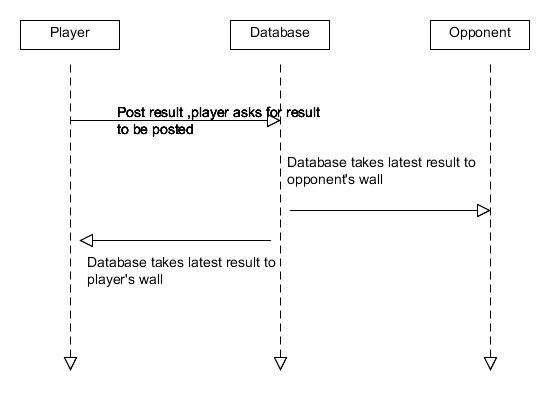 Player
Database
Opponent
Post result ,player asks for result
to be posted
Database takes latest result to
opponent's wall
Database takes latest result to
player's wall